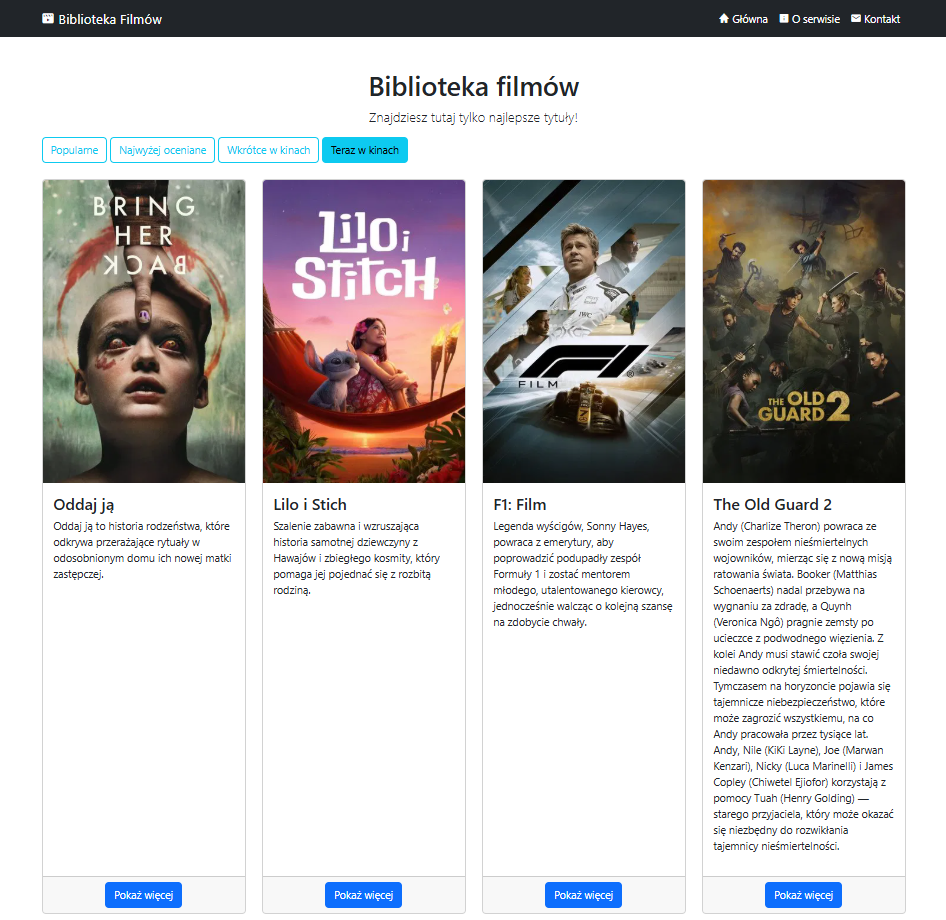 Biblioteka Filmów
Główna
O serwisie
Kontakt
Biblioteka filmów
Znajdziesz tutaj tylko najlepsze tytuły!
Popularne
Najwyżej oceniane
Wkrótce w kinach
Teraz w kinach
BRING
HER
BACK
Oddaj ją
Oddaj ją to historia rodzeństwa, które
odkrywa przerażające rytuały w
odosobnionym domu ich nowej matki
zastępczej.
Pokaż więcej
Lilo i
Stitch
Lilo i Stich
Szalenie zabawna i wzruszająca
historia samotnej dziewczyny z
Hawajów i zbiegłego kosmity, który
pomaga jej pojednać się z rozbitą
rodziną.
Pokaż więcej
IWC
F1®
FILM
F1: Film
Legenda wyścigów, Sonny Hayes,
powraca z emerytury, aby
poprowadzić podupadły zespół
Formuły 1 i zostać mentorem
młodego, utalentowanego kierowcy,
jednocześnie walcząc o kolejną szansę
na zdobycie chwały.
Pokaż więcej
THE OLD
GUARD 2
The Old Guard 2
Andy (Charlize Theron) powraca ze
swoim zespołem nieśmiertelnych
wojowników, mierząc się z nową misją
ratowania świata. Booker (Matthias
Schoenaerts) nadal przebywa na
wygnaniu za zdradę, a Quynh
(Veronica Ngô) pragnie zemsty po
ucieczce z podwodnego więzienia. Z
kolei Andy musi stawić czoła swojej
niedawno odkrytej śmiertelności.
Tymczasem na horyzoncie pojawia się
tajemnicze niebezpieczeństwo, które
może zagrozić wszystkiemu, na co
Andy pracowała przez tysiące lat.
Andy, Nile (KiKi Layne), Joe (Marwan
Kenzari), Nicky (Luca Marinelli) i James
Copley (Chiwetel Ejiofor) korzystają z
pomocy Tuah (Henry Golding) —
starego przyjaciela, który może okazać
się niezbędny do rozwikłania
tajemnicy nieśmiertelności.
Pokaż więcej